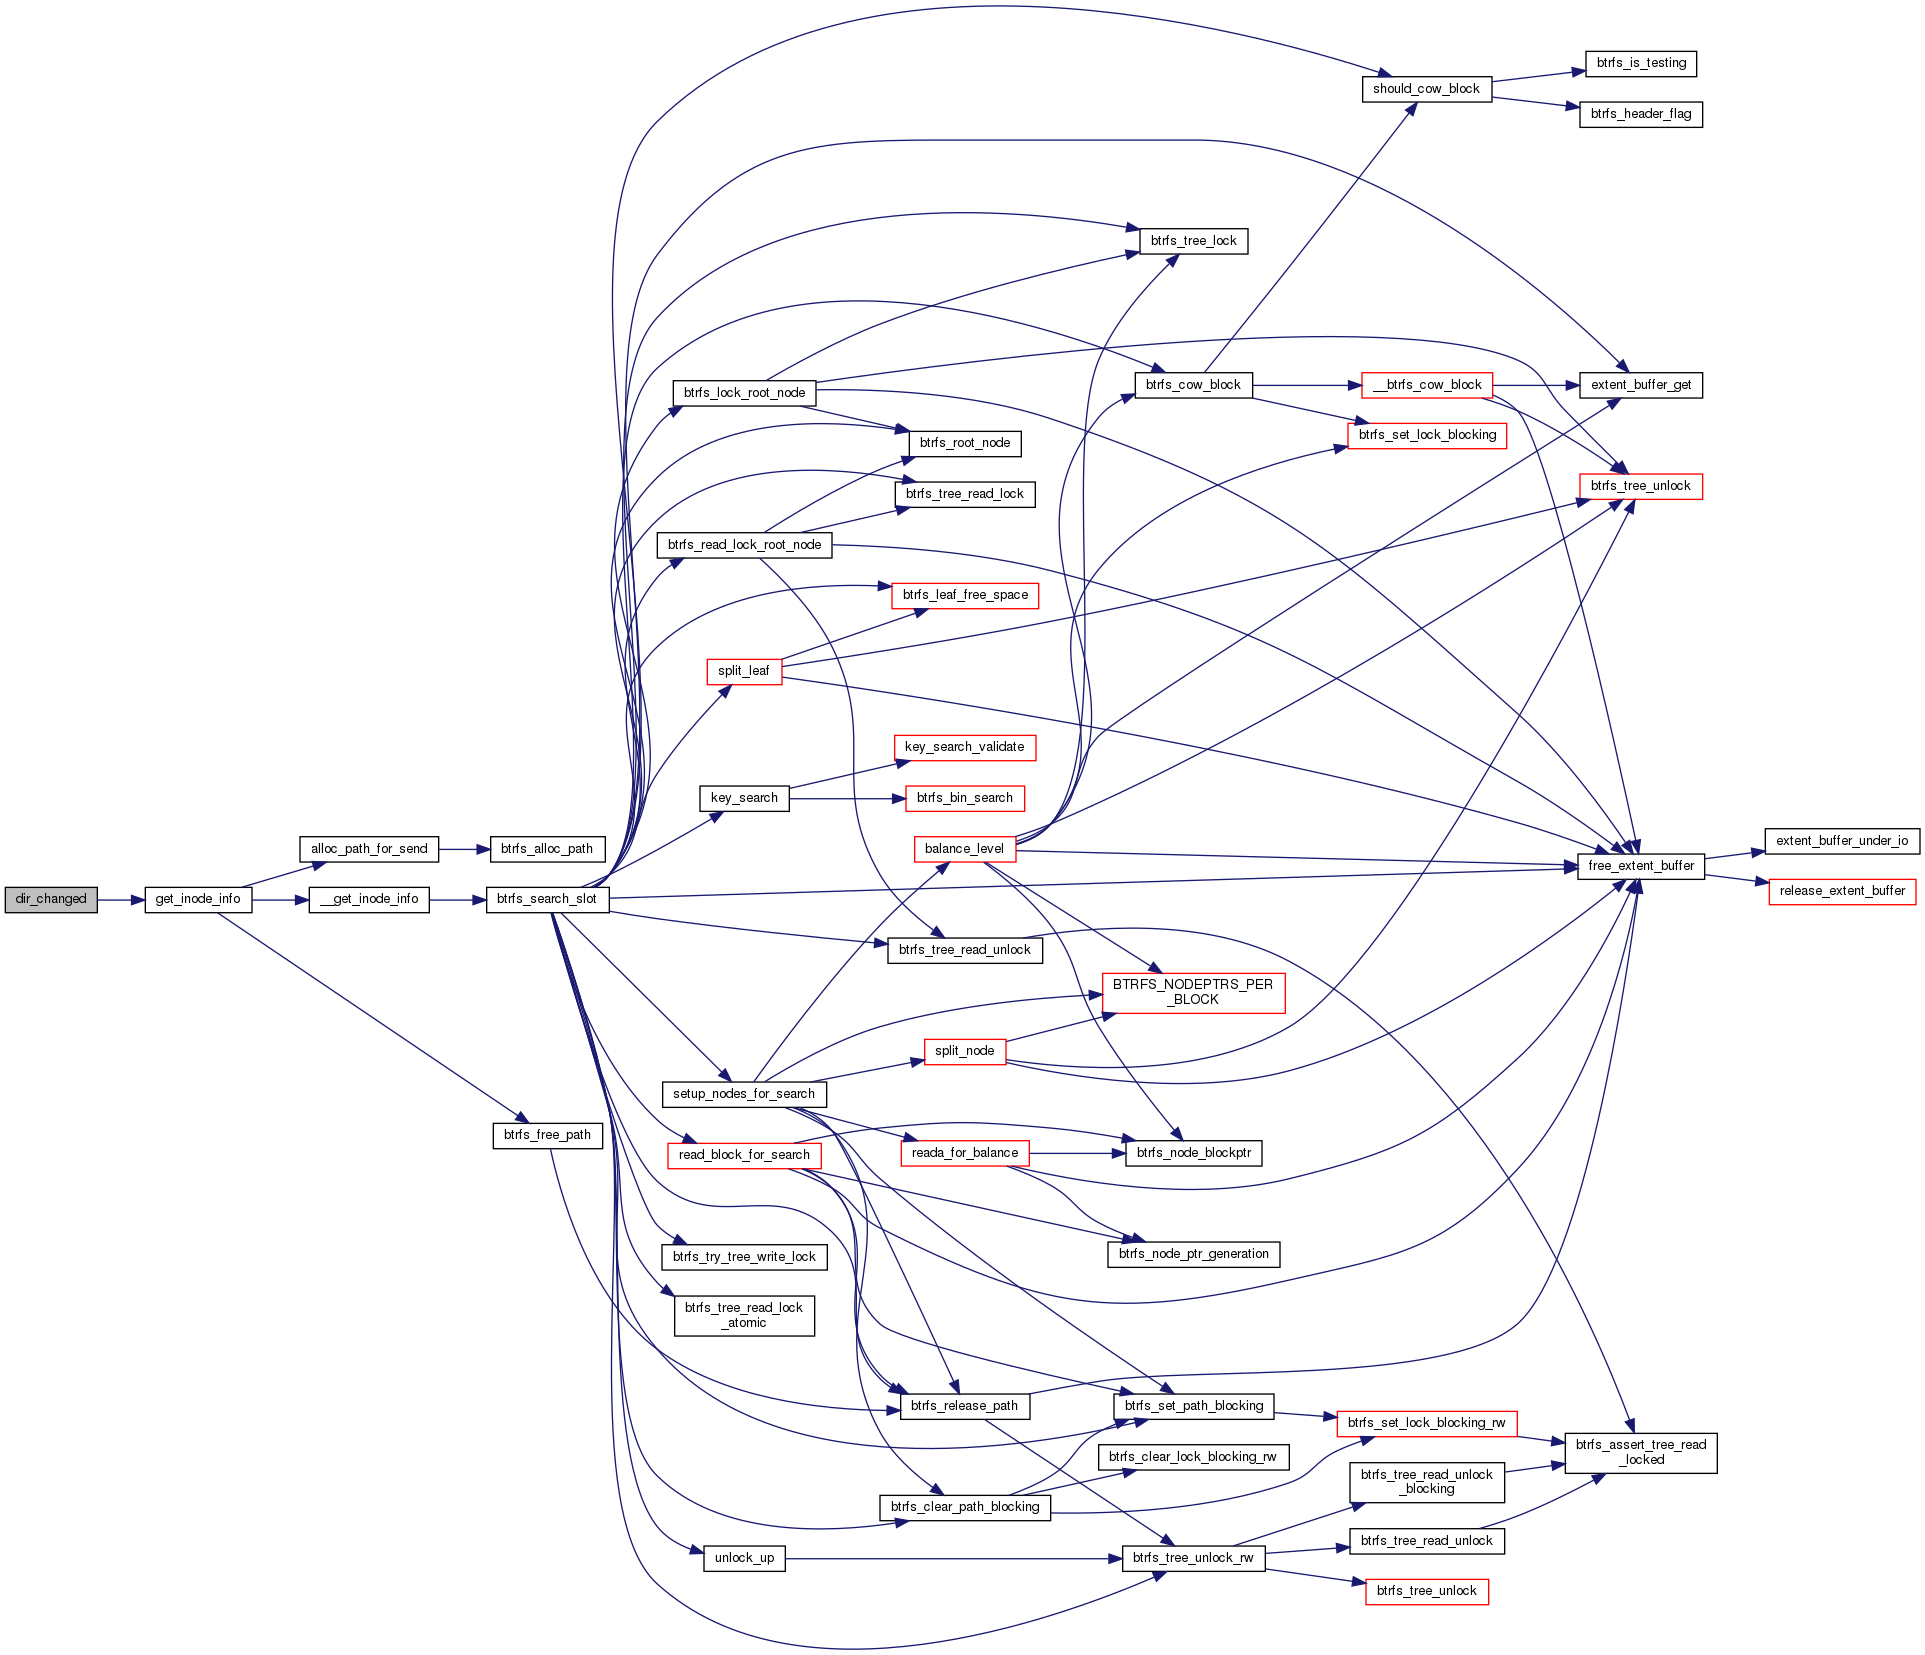 btrfs_is_testing
should_cow_block
btrfs_header_flag
btrfs_tree_lock
btrfs_lock_root_node
btrfs_cow_block
__btrfs_cow_block
extent_buffer_get
btrfs_root_node
btrfs_set_lock_blocking
btrfs_tree_read_lock
btrfs_tree_unlock
btrfs_read_lock_root_node
btrfs_leaf_free_space
split_leaf
key_search_validate
key_search
btrfs_bin_search
alloc_path_for_send
btrfs_alloc_path
balance_level
extent_buffer_under_io
free_extent_buffer
release_extent_buffer
dir_changed
get_inode_info
__get_inode_info
btrfs_search_slot
btrfs_tree_read_unlock
BTRFS_NODEPTRS_PER
_BLOCK
split_node
setup_nodes_for_search
btrfs_free_path
read_block_for_search
reada_for_balance
btrfs_node_blockptr
btrfs_try_tree_write_lock
btrfs_node_ptr_generation
btrfs_tree_read_lock
_atomic
btrfs_release_path
btrfs_set_path_blocking
btrfs_set_lock_blocking_rw
btrfs_assert_tree_read
_locked
btrfs_clear_lock_blocking_rw
btrfs_tree_read_unlock
_blocking
btrfs_clear_path_blocking
btrfs_tree_read_unlock
unlock_up
btrfs_tree_unlock_rw
btrfs_tree_unlock